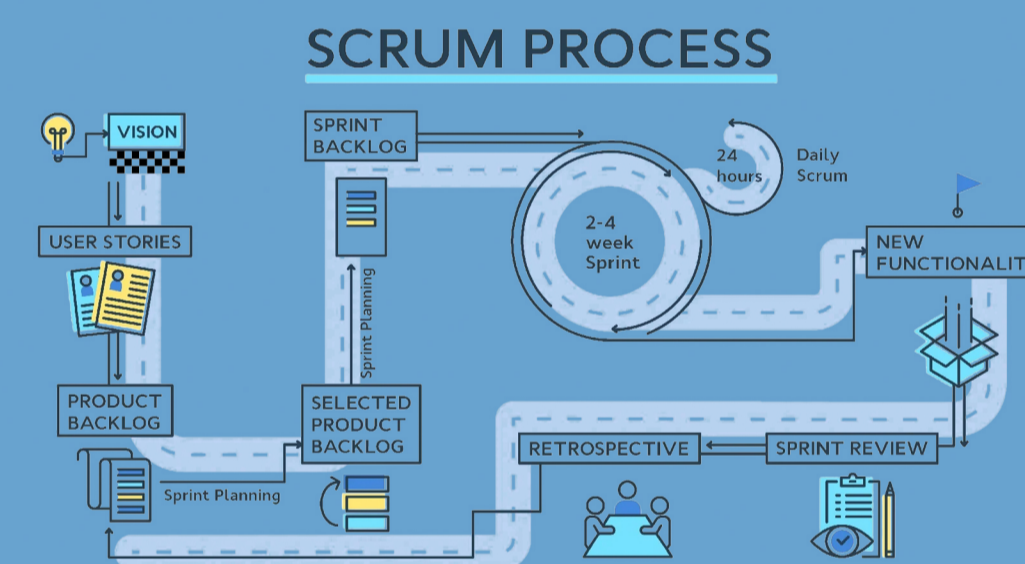 SCRUM PROCESS
VISION
USER STORIES
PRODUCT
BACKLOG
Sprint Planning
SELECTED
PRODUCT
BACKLOG
Sprint Planning
SPRINT
BACKLOG
2-4
week
Sprint
24
hours
Daily
Scrum
NEW
FUNCTIONALIT
SPRINT REVIEW
RETROSPECTIVE